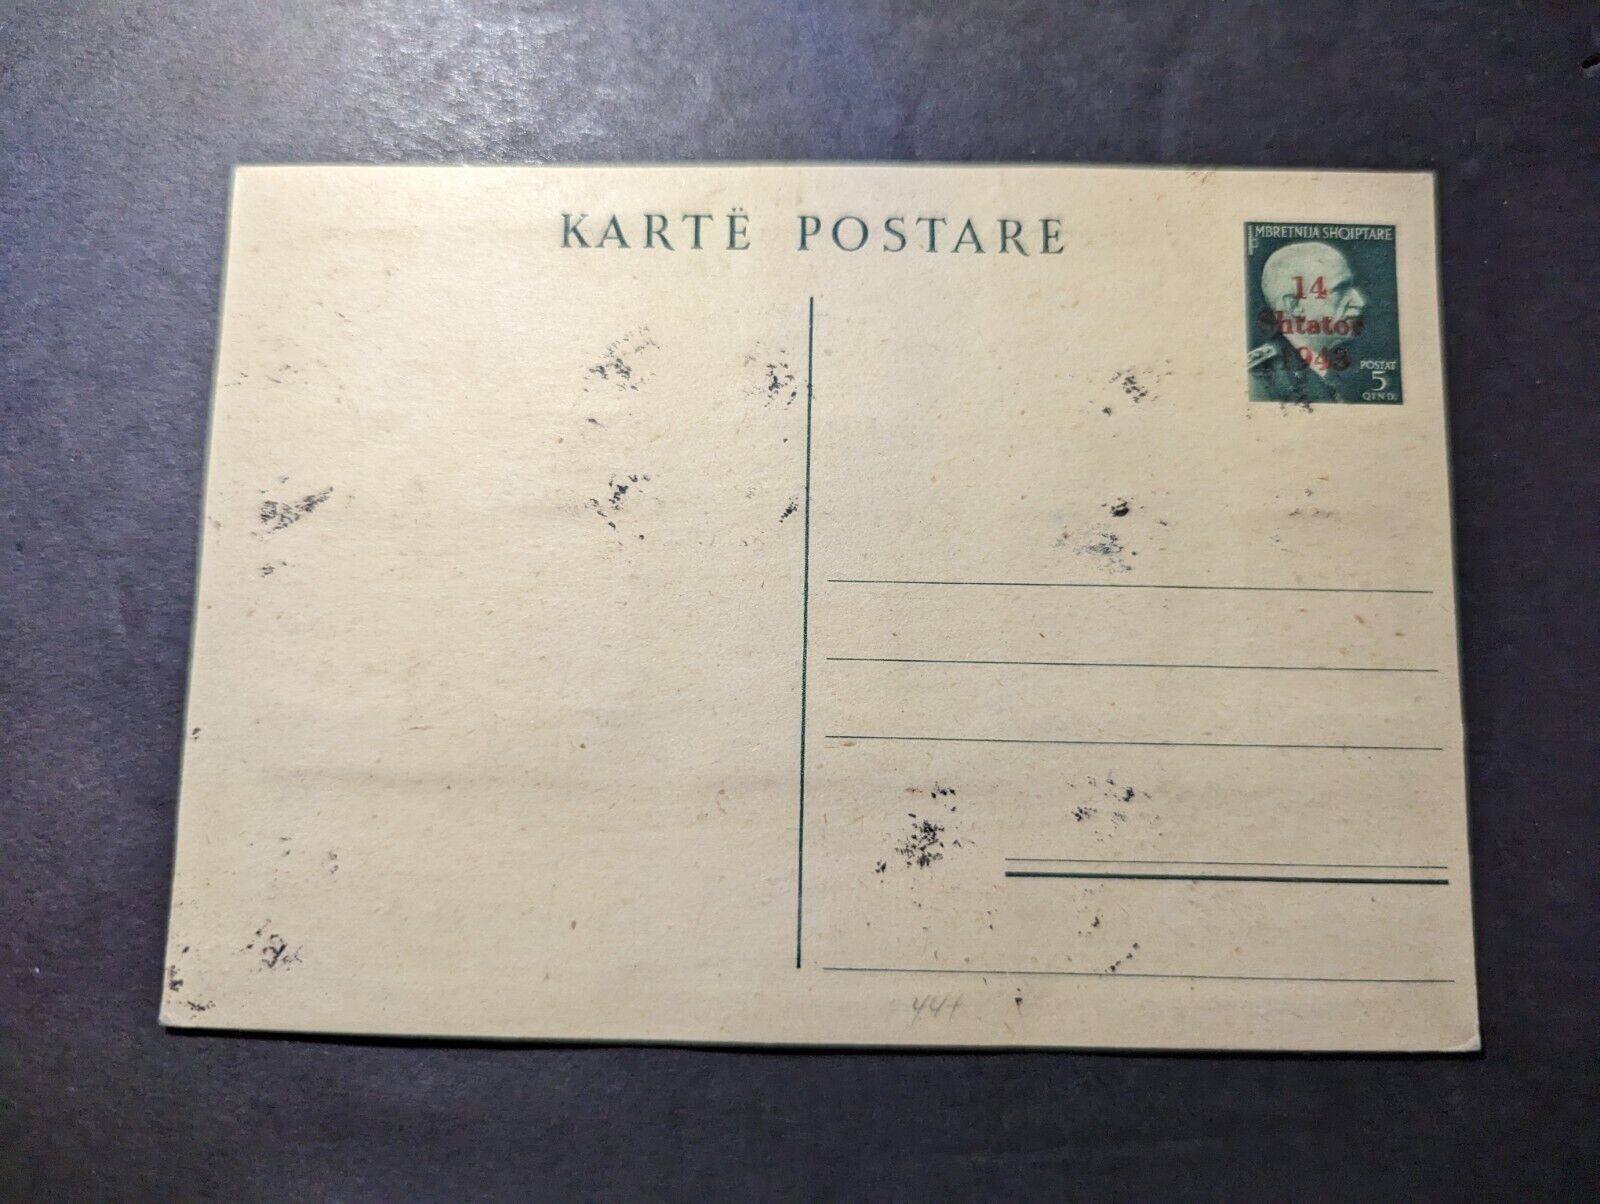 KARTË POSTARE
MBRETNIJA SHQIPTARE
14
Shtator
1943
POSTAT
5
QIND.
44+